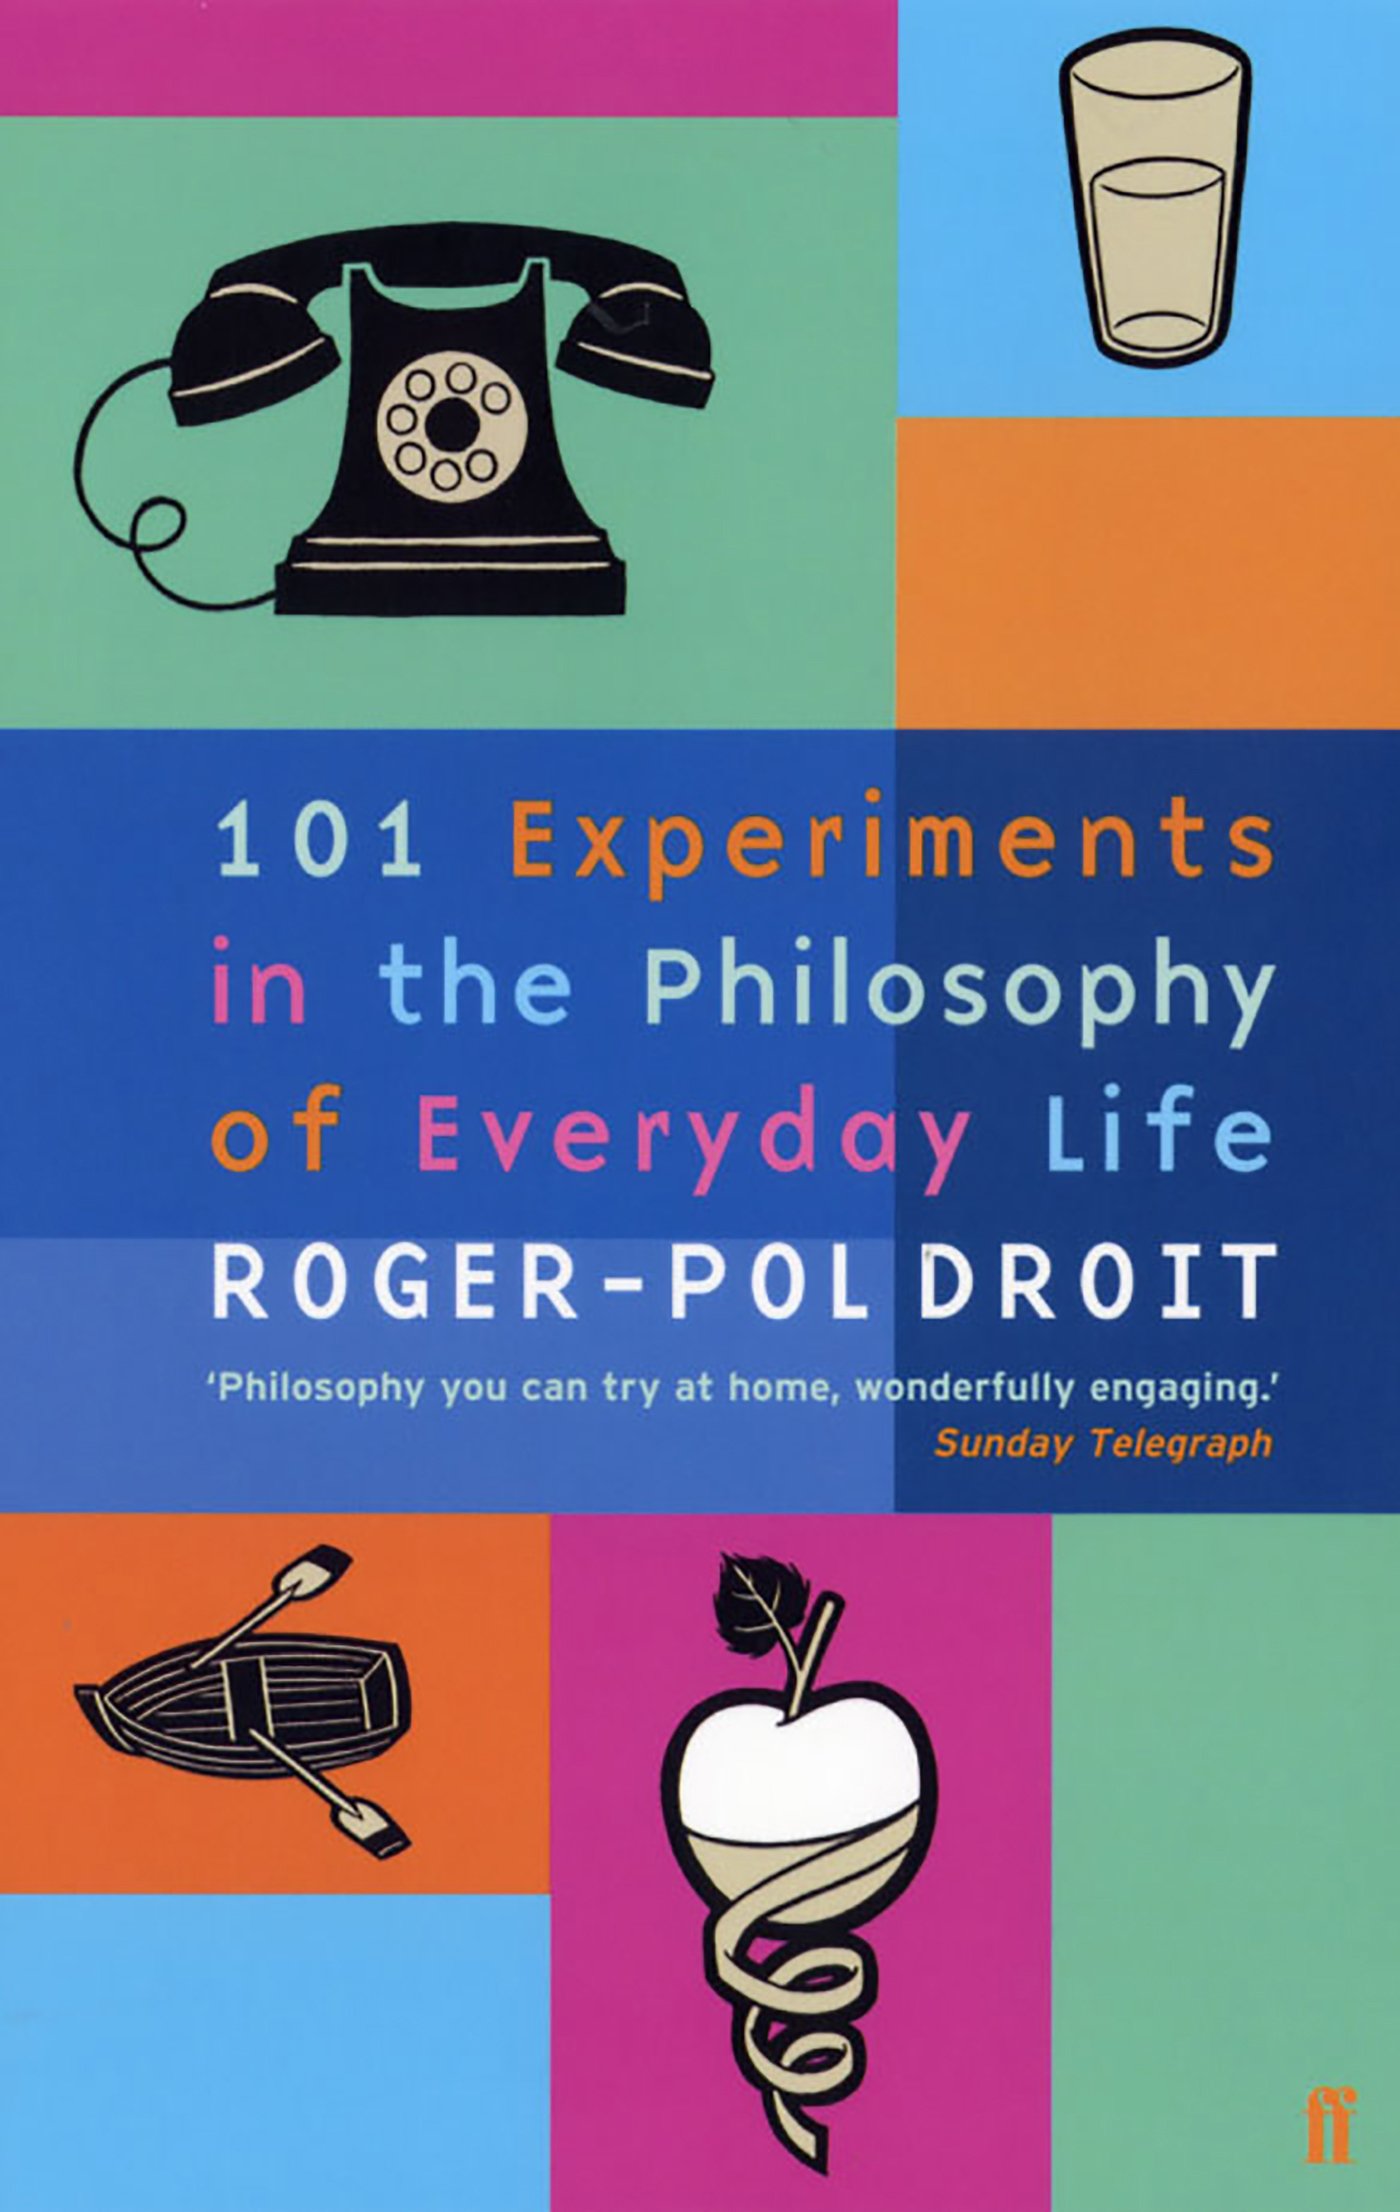 101 Experiments
in the Philosophy
of Everyday Life
ROGER-POL DROIT
‘Philosophy you can try at home, wonderfully engaging.’
Sunday Telegraph
ff